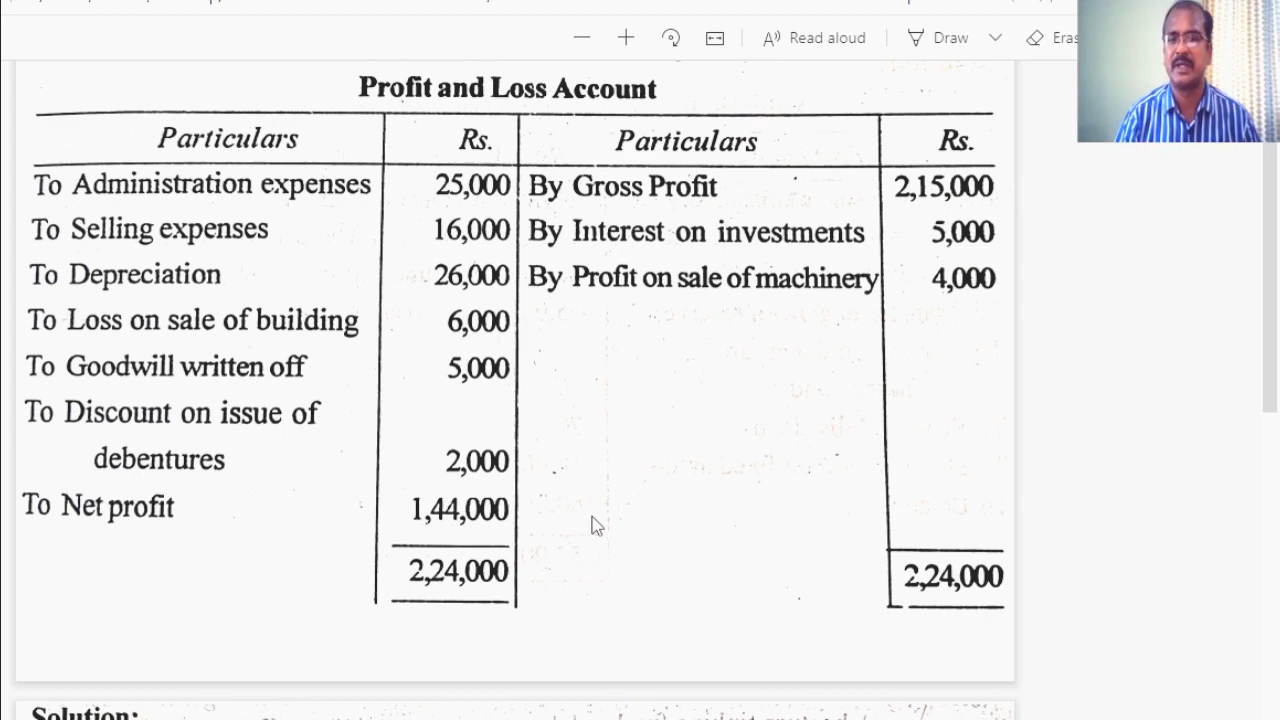 Read aloud
Draw
Eras
Profit and Loss Account
Particulars Rs. Particulars Rs.
To Administration expenses 25,000 By Gross Profit 2,15,000
To Selling expenses 16,000 By Interest on investments 5,000
To Depreciation 26,000 By Profit on sale of machinery 4,000
To Loss on sale of building 6,000
To Goodwill written off 5,000
To Discount on issue of
debentures 2,000
To Net profit 1,44,000
2,24,000 2,24,000
Solution: